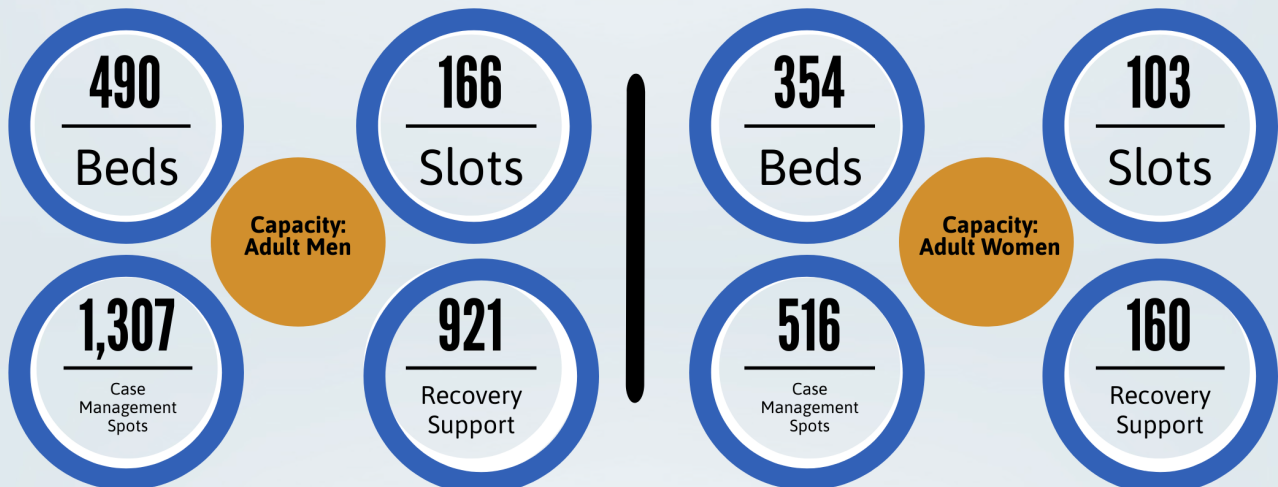 490
Beds
166
Slots
Capacity:
Adult Men
1,307
Case
Management
Spots
921
Recovery
Support
354
Beds
103
Slots
Capacity:
Adult Women
516
Case
Management
Spots
160
Recovery
Support